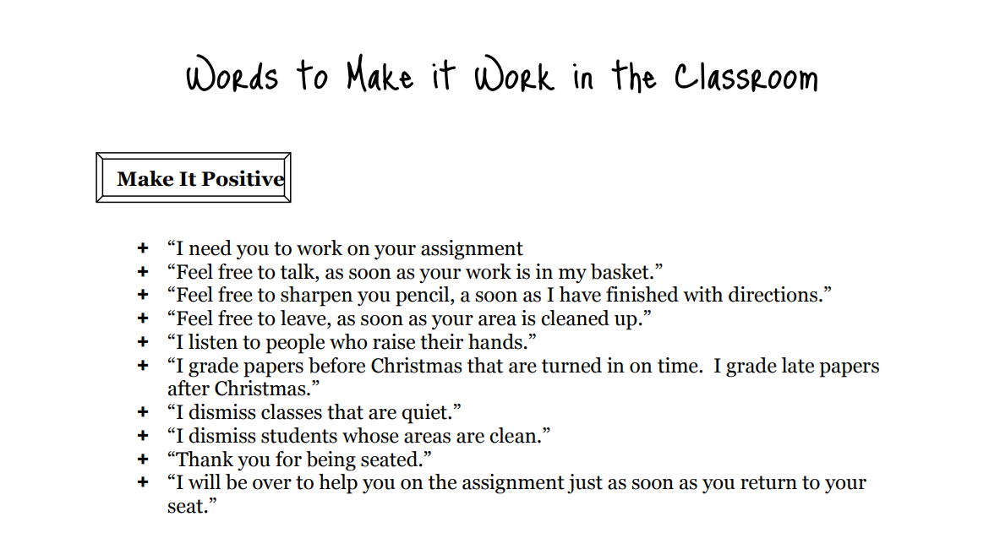 Words to Make it Work in the Classroom
Make It Positive
+ “I need you to work on your assignment
+ “Feel free to talk, as soon as your work is in my basket.”
+ “Feel free to sharpen you pencil, a soon as I have finished with directions.”
+ “Feel free to leave, as soon as your area is cleaned up.”
+ “I listen to people who raise their hands.”
+ “I grade papers before Christmas that are turned in on time.  I grade late papers
after Christmas.”
+ “I dismiss classes that are quiet.”
+ “I dismiss students whose areas are clean.”
+ “Thank you for being seated.”
+ “I will be over to help you on the assignment just as soon as you return to your
seat.”